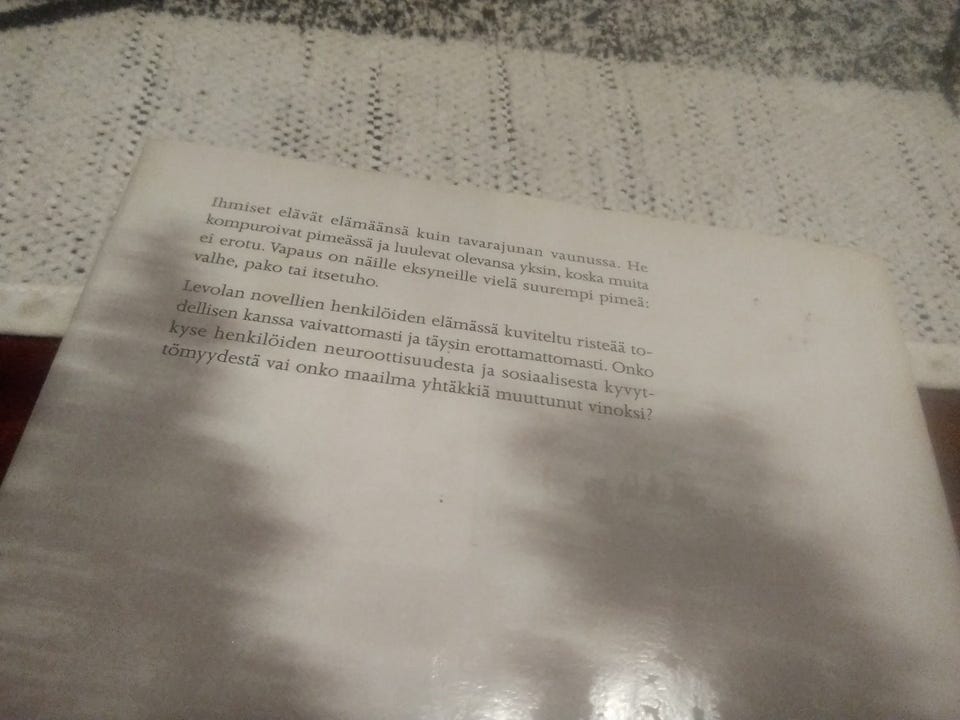 Ihmiset elävät elämäänsä kuin tavarajunan vaunussa. He
kompuroivat pimeässä ja luulevat olevansa yksin, koska muita
ei erotu. Vapaus on näille eksyneille vielä suurempi pimeä:
valhe, pako tai itsetuho.
Levolan novellien henkilöiden elämässä kuviteltu risteää to-
dellisen kanssa vaivattomasti ja täysin erottamattomasti. Onko
kyse henkilöiden neuroottisuudesta ja sosiaalisesta kyvyt-
tömyydestä vai onko maailma yhtäkkiä muuttunut vinoksi?